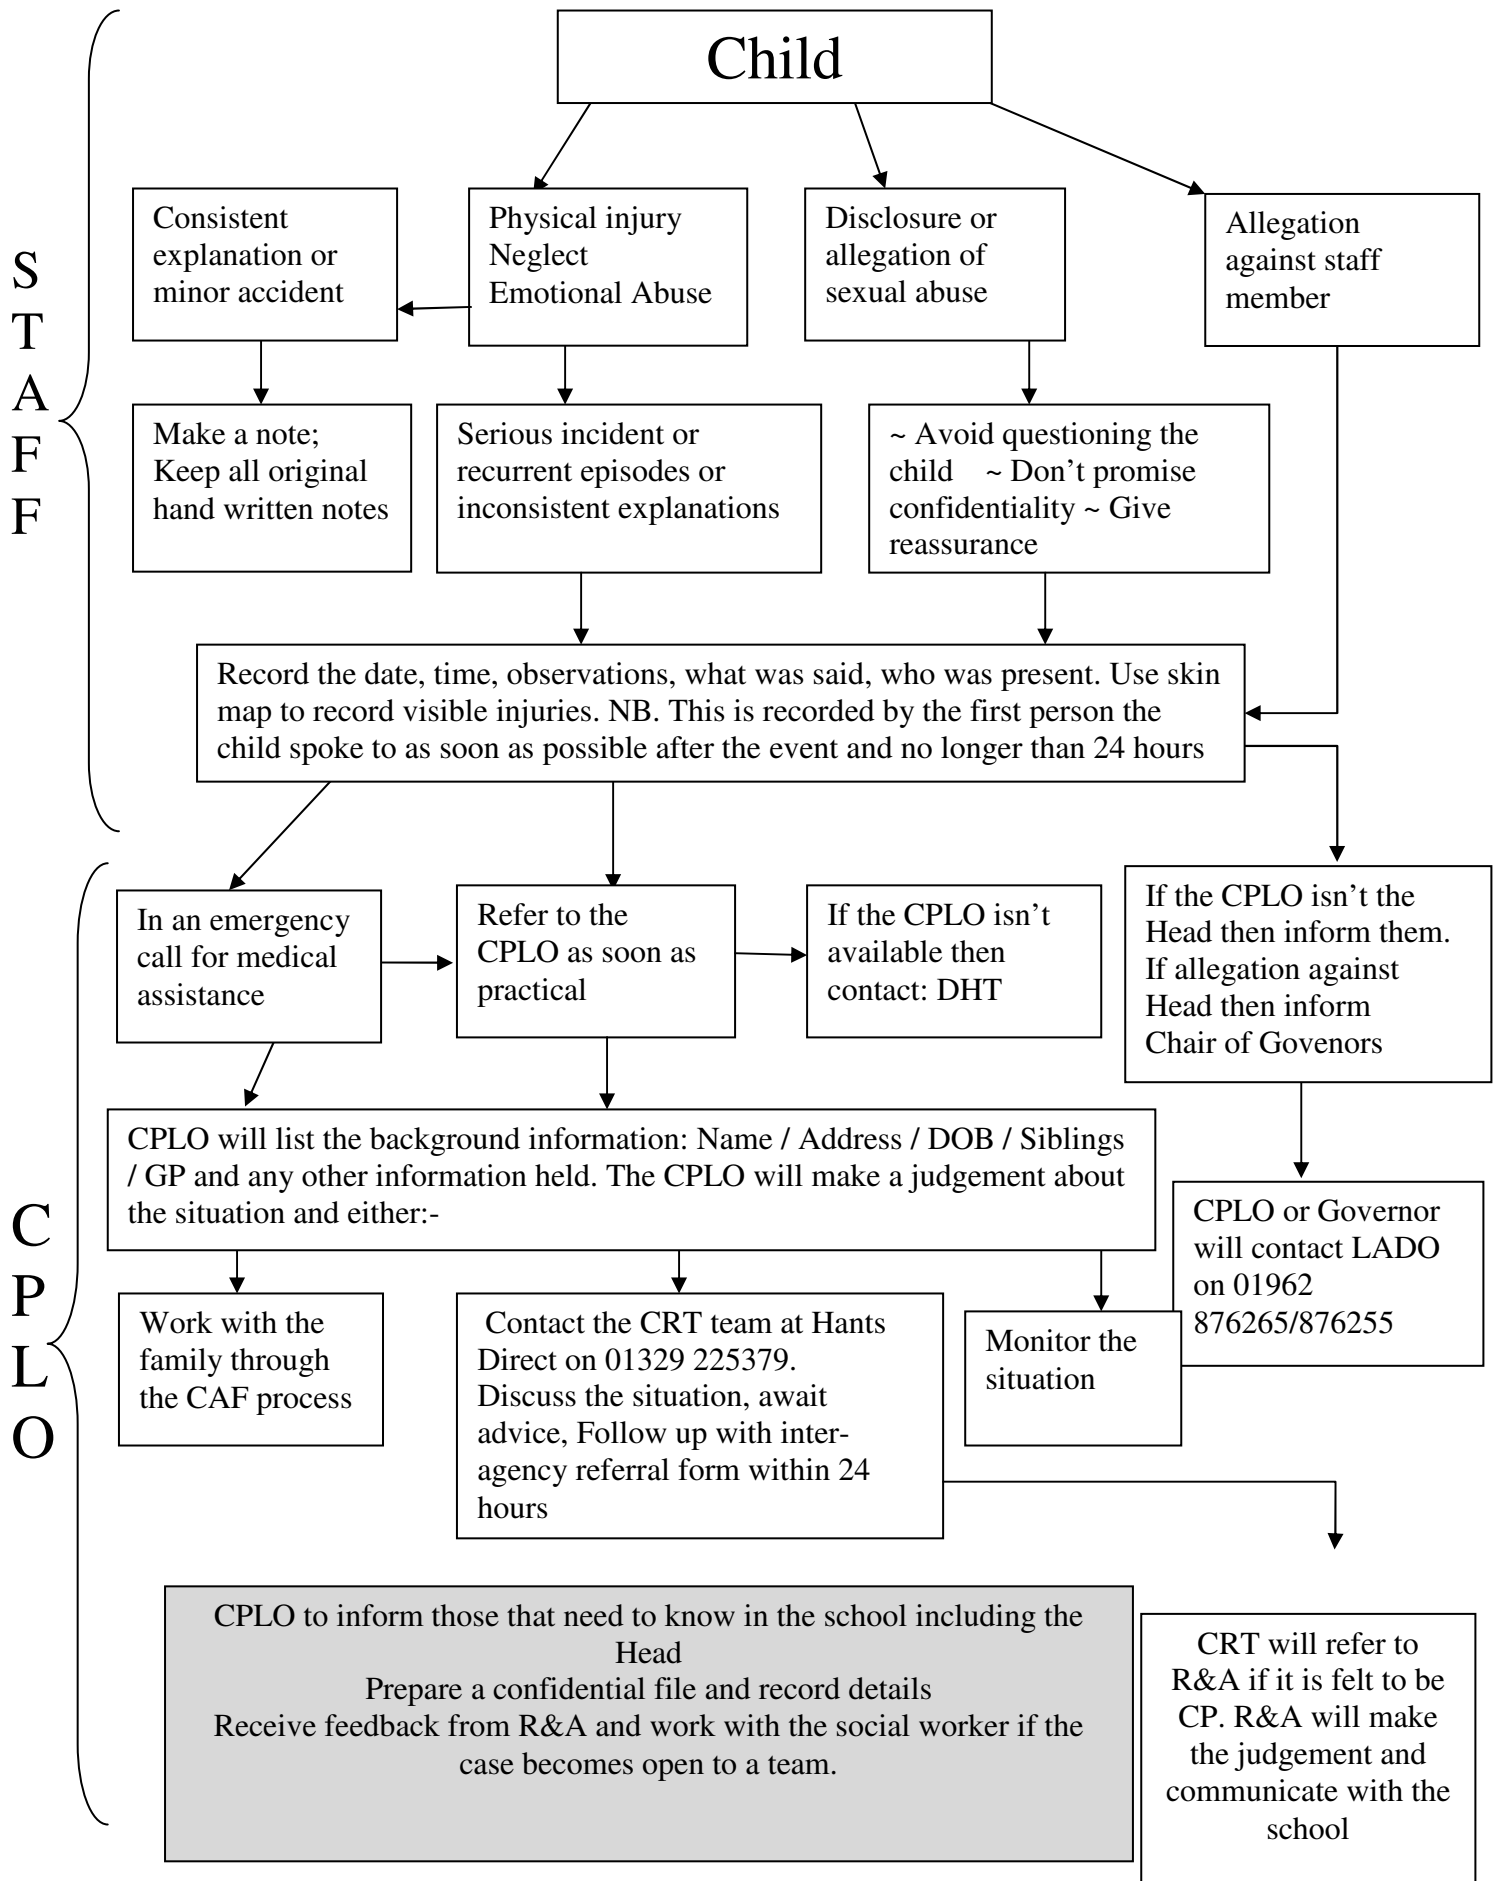 Child
STAFF
Consistent
explanation or
minor accident
Physical injury
Neglect
Emotional Abuse
Disclosure or
allegation of
sexual abuse
Allegation
against staff
member
Make a note;
Keep all original
hand written notes
Serious incident or
recurrent episodes or
inconsistent explanations
~ Avoid questioning the
child ~ Don't promise
confidentiality ~ Give
reassurance
Record the date, time, observations, what was said, who was present. Use skin
map to record visible injuries. NB. This is recorded by the first person the
child spoke to as soon as possible after the event and no longer than 24 hours
CPLO
In an emergency
call for medical
assistance
Refer to the
CPLO as soon as
practical
If the CPLO isn't
available then
contact: DHT
If the CPLO isn't the
Head then inform them.
If allegation against
Head then inform
Chair of Govenors
CPLO will list the background information: Name / Address / DOB / Siblings
/ GP and any other information held. The CPLO will make a judgement about
the situation and either:-
CPLO or Governor
will contact LADO
on 01962
876265/876255
Work with the
family through
the CAF process
Contact the CRT team at Hants
Direct on 01329 225379.
Discuss the situation, await
advice, Follow up with inter-
agency referral form within 24
hours
Monitor the
situation
CPLO to inform those that need to know in the school including the
Head
Prepare a confidential file and record details
Receive feedback from R&A and work with the social worker if the
case becomes open to a team.
CRT will refer to
R&A if it is felt to be
CP. R&A will make
the judgement and
communicate with the
school